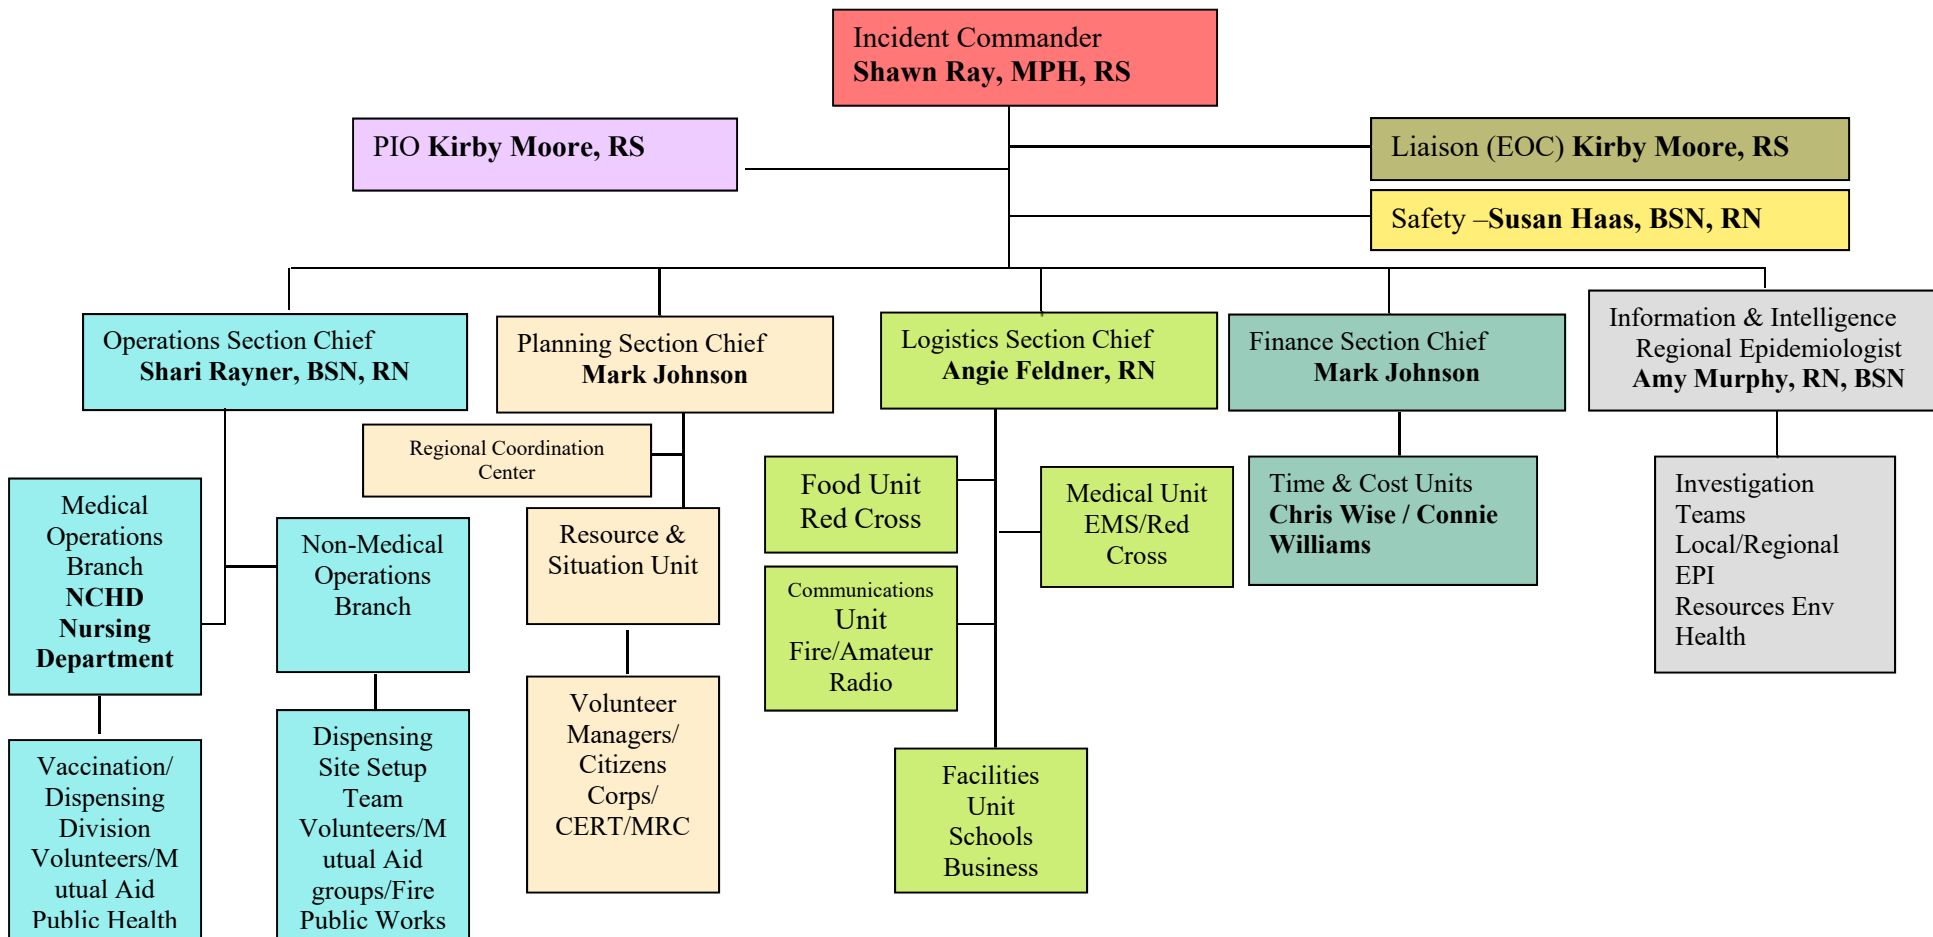 Incident Commander
Shawn Ray, MPH, RS
PIO Kirby Moore, RS
Liaison (EOC) Kirby Moore, RS
Safety –Susan Haas, BSN, RN
Operations Section Chief
Shari Rayner, BSN, RN
Planning Section Chief
Mark Johnson
Logistics Section Chief
Angie Feldner, RN
Finance Section Chief
Mark Johnson
Information & Intelligence
Regional Epidemiologist
Amy Murphy, RN, BSN
Regional Coordination
Center
Medical
Operations
Branch
NCHD
Nursing
Department
Non-Medical
Operations
Branch
Resource &
Situation Unit
Food Unit
Red Cross
Medical Unit
EMS/Red
Cross
Time & Cost Units
Chris Wise / Connie
Williams
Investigation
Teams
Local/Regional
EPI
Resources Env
Health
Communications
Unit
Fire/Amateur
Radio
Vaccination/
Dispensing
Division
Volunteers/M
utual Aid
Public Health
Dispensing
Site Setup
Team
Volunteers/M
utual Aid
groups/Fire
Public Works
Volunteer
Managers/
Citizens
Corps/
CERT/MRC
Facilities
Unit
Schools
Business